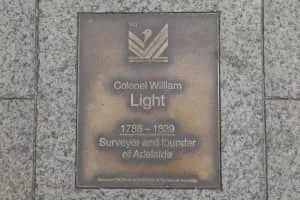 Colonel William
Light
1786 – 1839
Surveyor and founder
of Adelaide